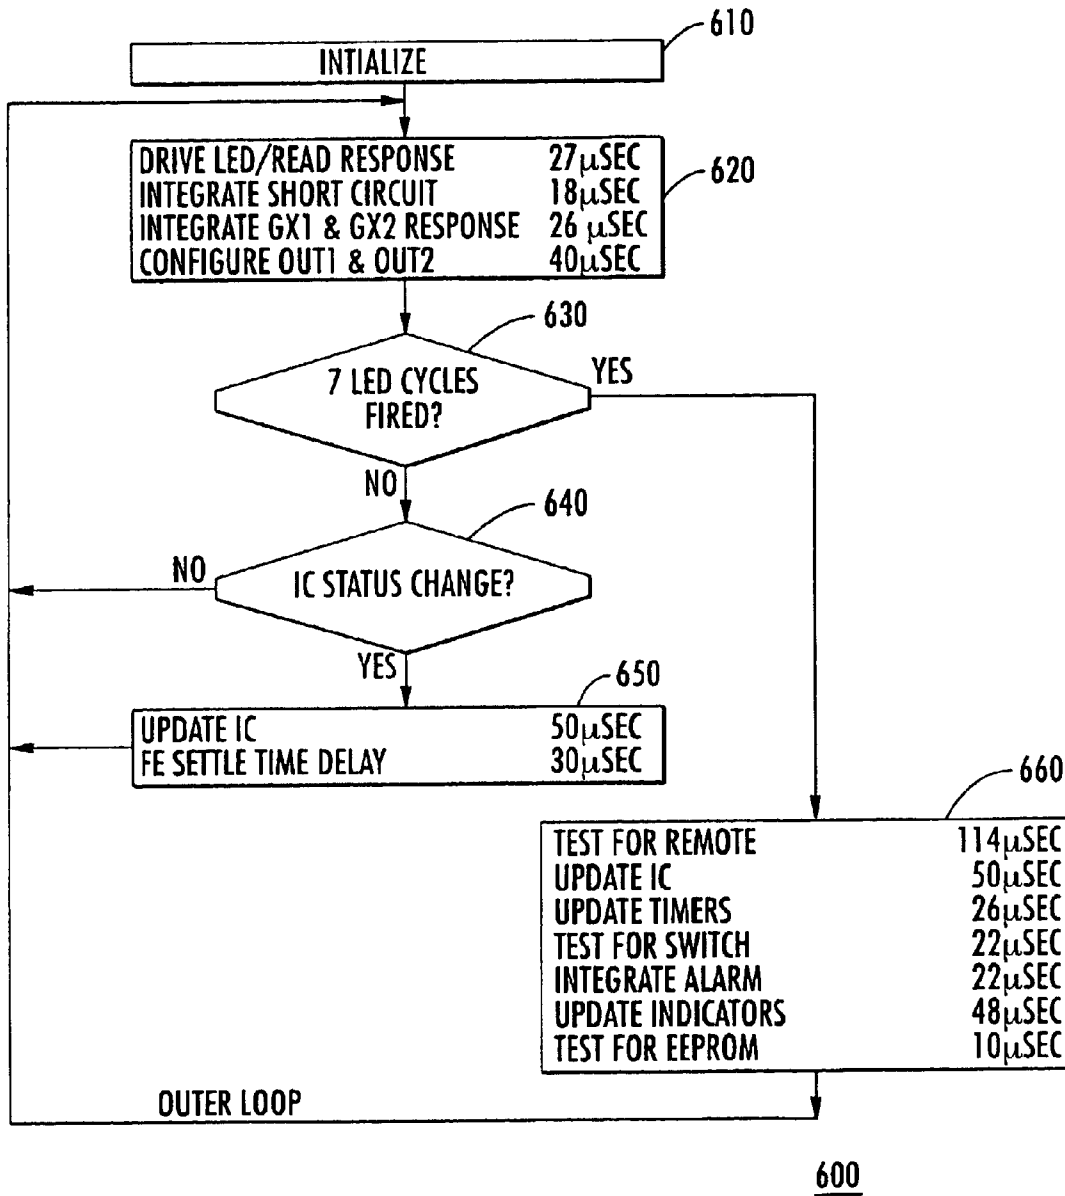 610
INTIALIZE
DRIVE LED/READ RESPONSE 27µSEC
INTEGRATE SHORT CIRCUIT 18µSEC
INTEGRATE GX1 & GX2 RESPONSE 26 µSEC
CONFIGURE OUT1 & OUT2 40µSEC
620
630
7 LED CYCLES
FIRED?
YES
NO
640
IC STATUS CHANGE?
NO
YES
650
UPDATE IC 50µSEC
FE SETTLE TIME DELAY 30µSEC
660
TEST FOR REMOTE 114µSEC
UPDATE IC 50µSEC
UPDATE TIMERS 26µSEC
TEST FOR SWITCH 22µSEC
INTEGRATE ALARM 22µSEC
UPDATE INDICATORS 48µSEC
TEST FOR EEPROM 10µSEC
OUTER LOOP
600